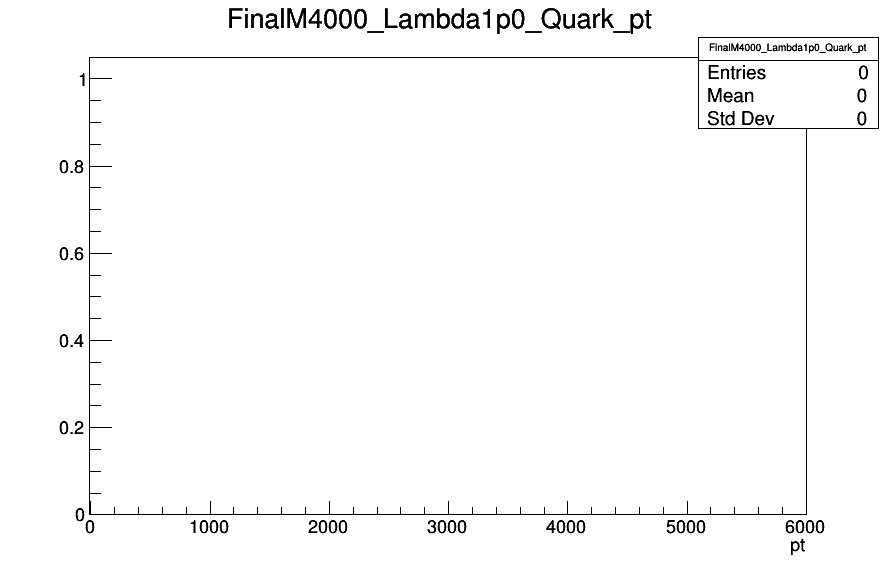 FinalM4000_Lambda1p0_Quark_pt
FinalM4000_Lambda1p0_Quark_pt
Entries 0
Mean 0
Std Dev 0
1
0.8
0.6
0.4
0.2
0
0 1000 2000 3000 4000 5000 6000
pt